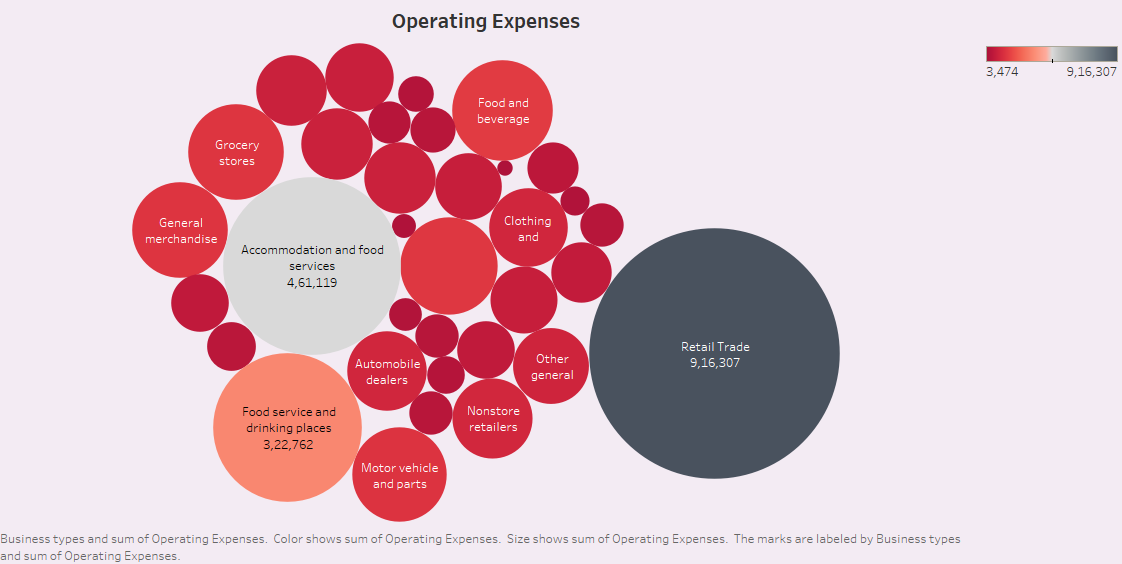 Operating Expenses
3,474
9,16,307
Food and
beverage
Grocery
stores
General
merchandise
Clothing
and
Accommodation and food
services
4,61,119
Retail Trade
9,16,307
Automobile
dealers
Other
general
Food service and
drinking places
3,22,762
Nonstore
retailers
Motor vehicle
and parts
Business types and sum of Operating Expenses.  Color shows sum of Operating Expenses.  Size shows sum of Operating Expenses.  The marks are labeled by Business types
and sum of Operating Expenses.